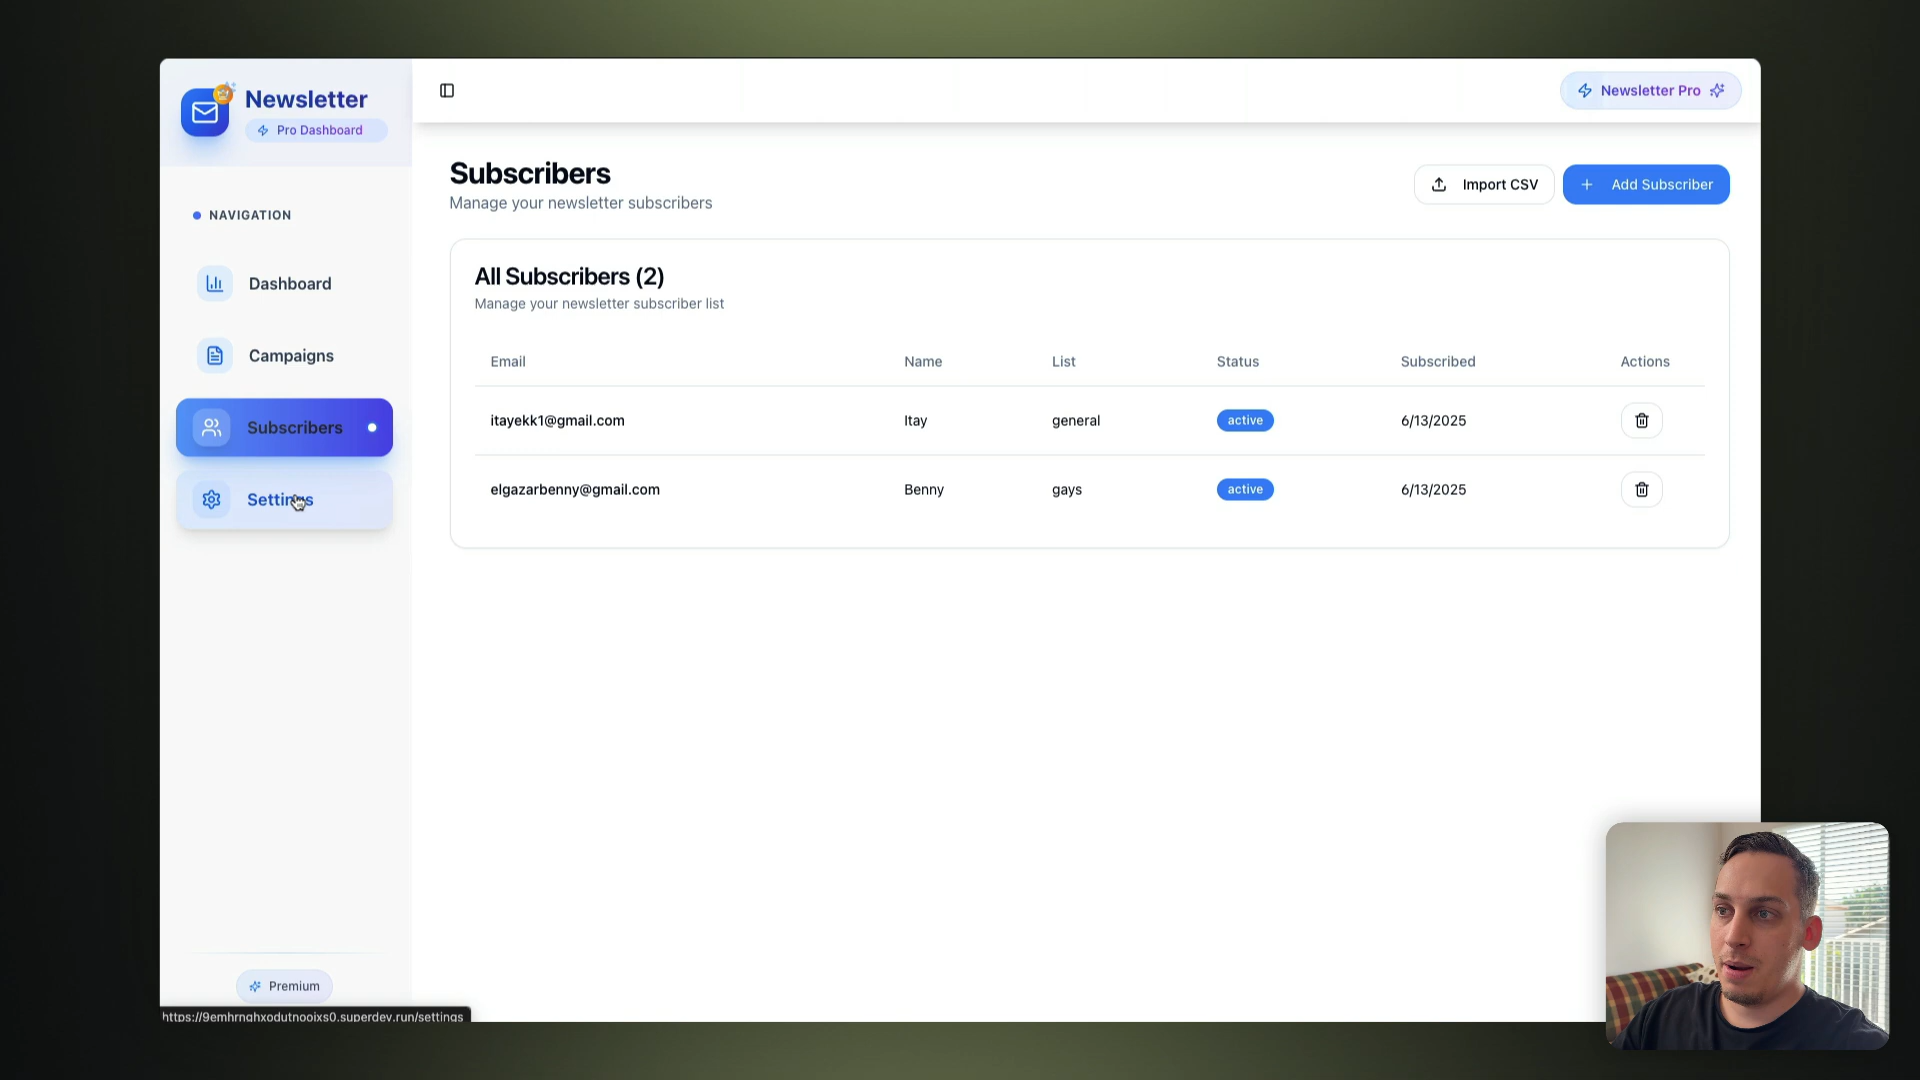 Newsletter
Pro Dashboard
Newsletter Pro
NAVIGATION
Dashboard
Campaigns
Subscribers
Settings
Premium
https://9emhrnghxodutnooixs0.superdev.run/settings
Subscribers
Manage your newsletter subscribers
Import CSV
Add Subscriber
All Subscribers (2)
Manage your newsletter subscriber list
Email Name List Status Subscribed Actions
itayekk1@gmail.com Itay general active 6/13/2025
elgazarbenny@gmail.com Benny gays active 6/13/2025